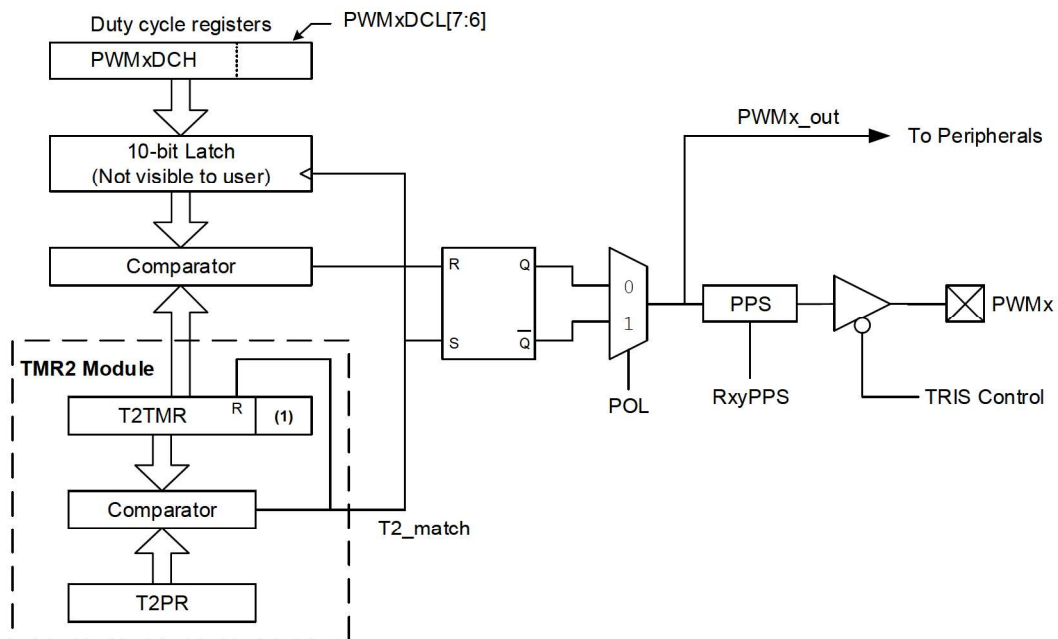 Duty cycle registers
PWMxDCL[7:6]
PWMxDCH
10-bit Latch
(Not visible to user)
Comparator
PWMx_out
To Peripherals
R
Q
S
Q̅
0
1
POL
PPS
RxyPPS
PWMx
TRIS Control
TMR2 Module
T2TMR
R
(1)
Comparator
T2_match
T2PR